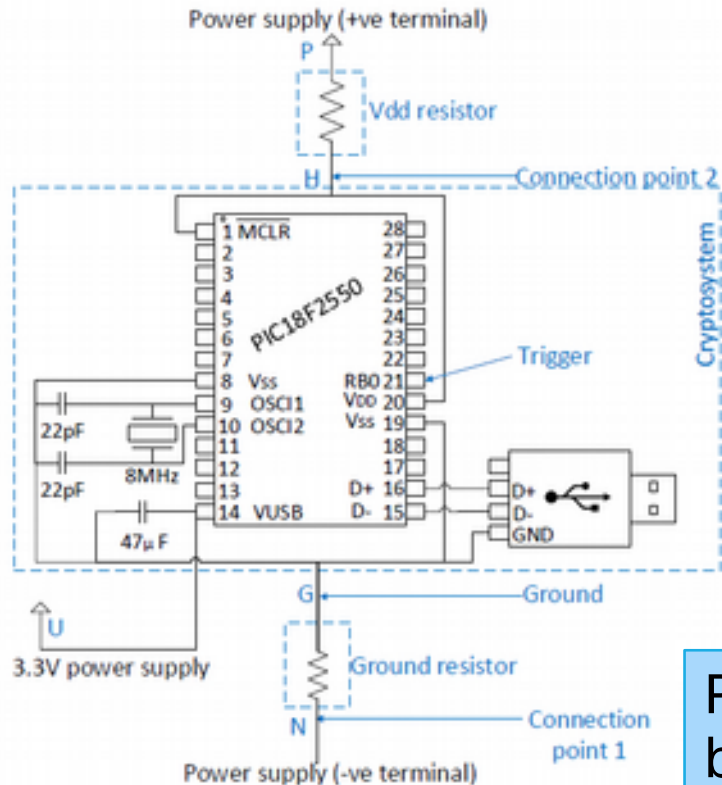 Power supply (+ve terminal)
P
Vdd resistor
H
Connection point 2
Cryptosystem
1 MCLR
2
3
4
5
6
7
8 Vss
9 OSCI1
10 OSCI2
11
12
13
14 VUSB
PIC18F2550
28
27
26
25
24
23
22
RB0 21
VDD 20
Vss 19
18
17
D+ 16
D- 15
Trigger
22pF
22pF
8MHz
47μF
D+
D-
GND
G
Ground
U
3.3V power supply
Ground resistor
N
Connection
point 1
Power supply (-ve terminal)